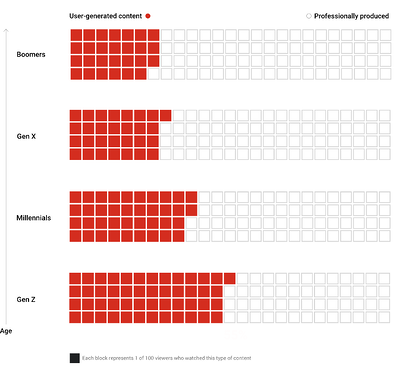 User-generated content
Professionally produced
Boomers
Gen X
Millennials
Gen Z
Age
Each block represents 1 of 100 viewers who watched this type of content